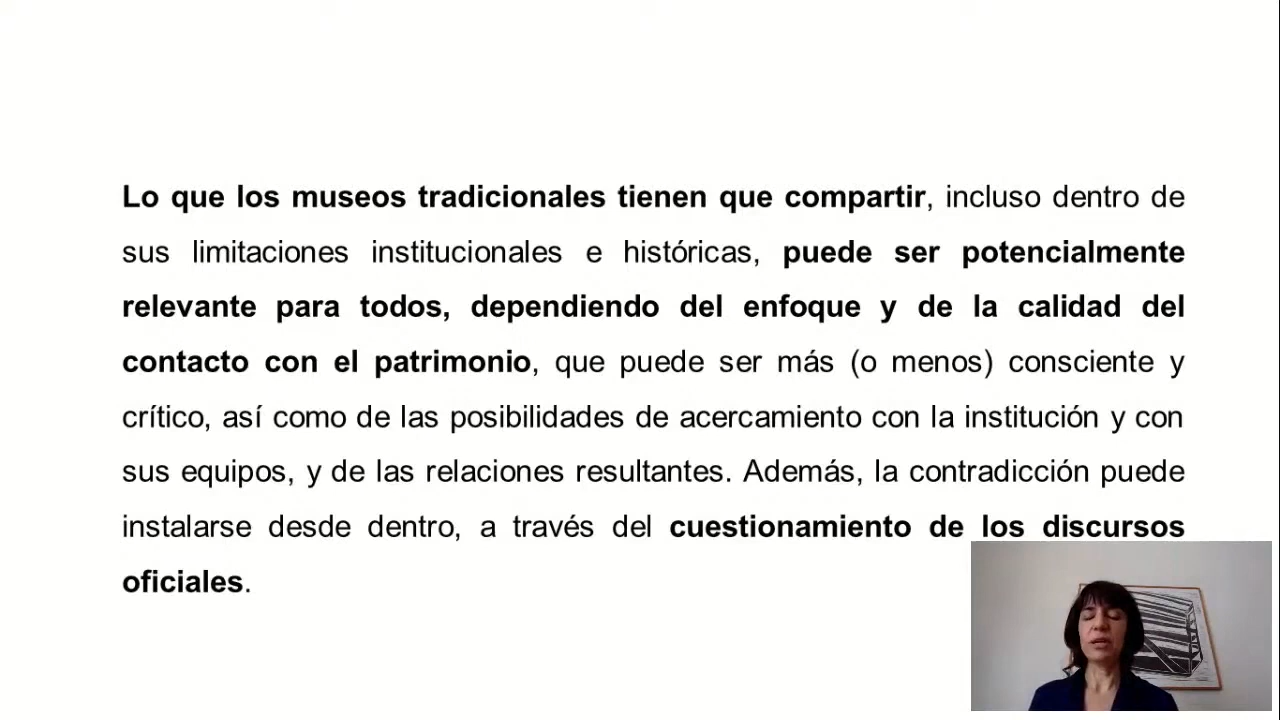 Lo que los museos tradicionales tienen que compartir, incluso dentro de
sus limitaciones institucionales e históricas, puede ser potencialmente
relevante para todos, dependiendo del enfoque y de la calidad del
contacto con el patrimonio, que puede ser más (o menos) consciente y
crítico, así como de las posibilidades de acercamiento con la institución y con
sus equipos, y de las relaciones resultantes. Además, la contradicción puede
instalarse desde dentro, a través del cuestionamiento de los discursos
oficiales.